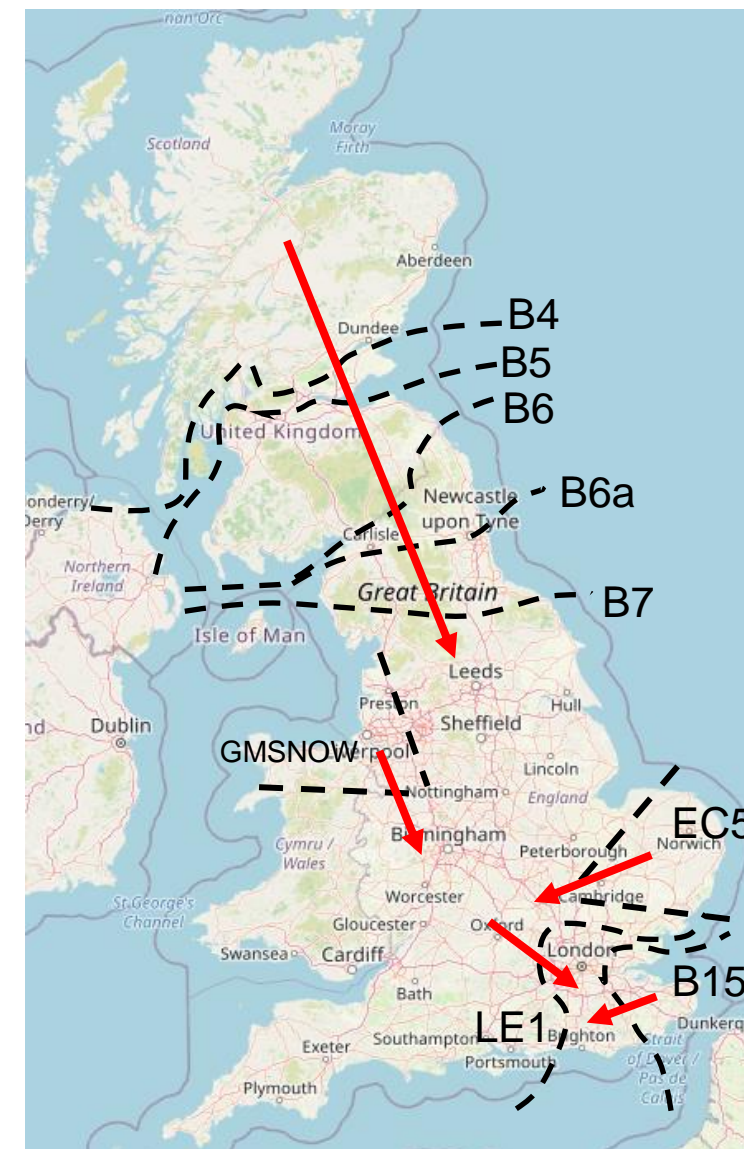 nan'Orc
Moray
Firth
Scotland
Aberdeen
B4
Dundee
B5
B6
United Kingdom
B6a
Newcastle
upon Tyne
onderry/
Derry
Carlisle
Northern
Ireland
Great Britain
B7
Isle of Man
Leeds
Preston
Hull
nd
Dublin
Sheffield
GMSNOW
Liverpool
Lincoln
Nottingham
England
EC5
Birmingham
Norwich
Peterborough
Cymru /
Wales
Worcester
Cambridge
St George's
Channel
Gloucester
Oxford
Swansea
Cardiff
London
B15
Bath
Dunkerq
LE1
Southampton
Brighton
Strait
of Dover /
Pas de
Calais
Exeter
Portsmouth
Plymouth